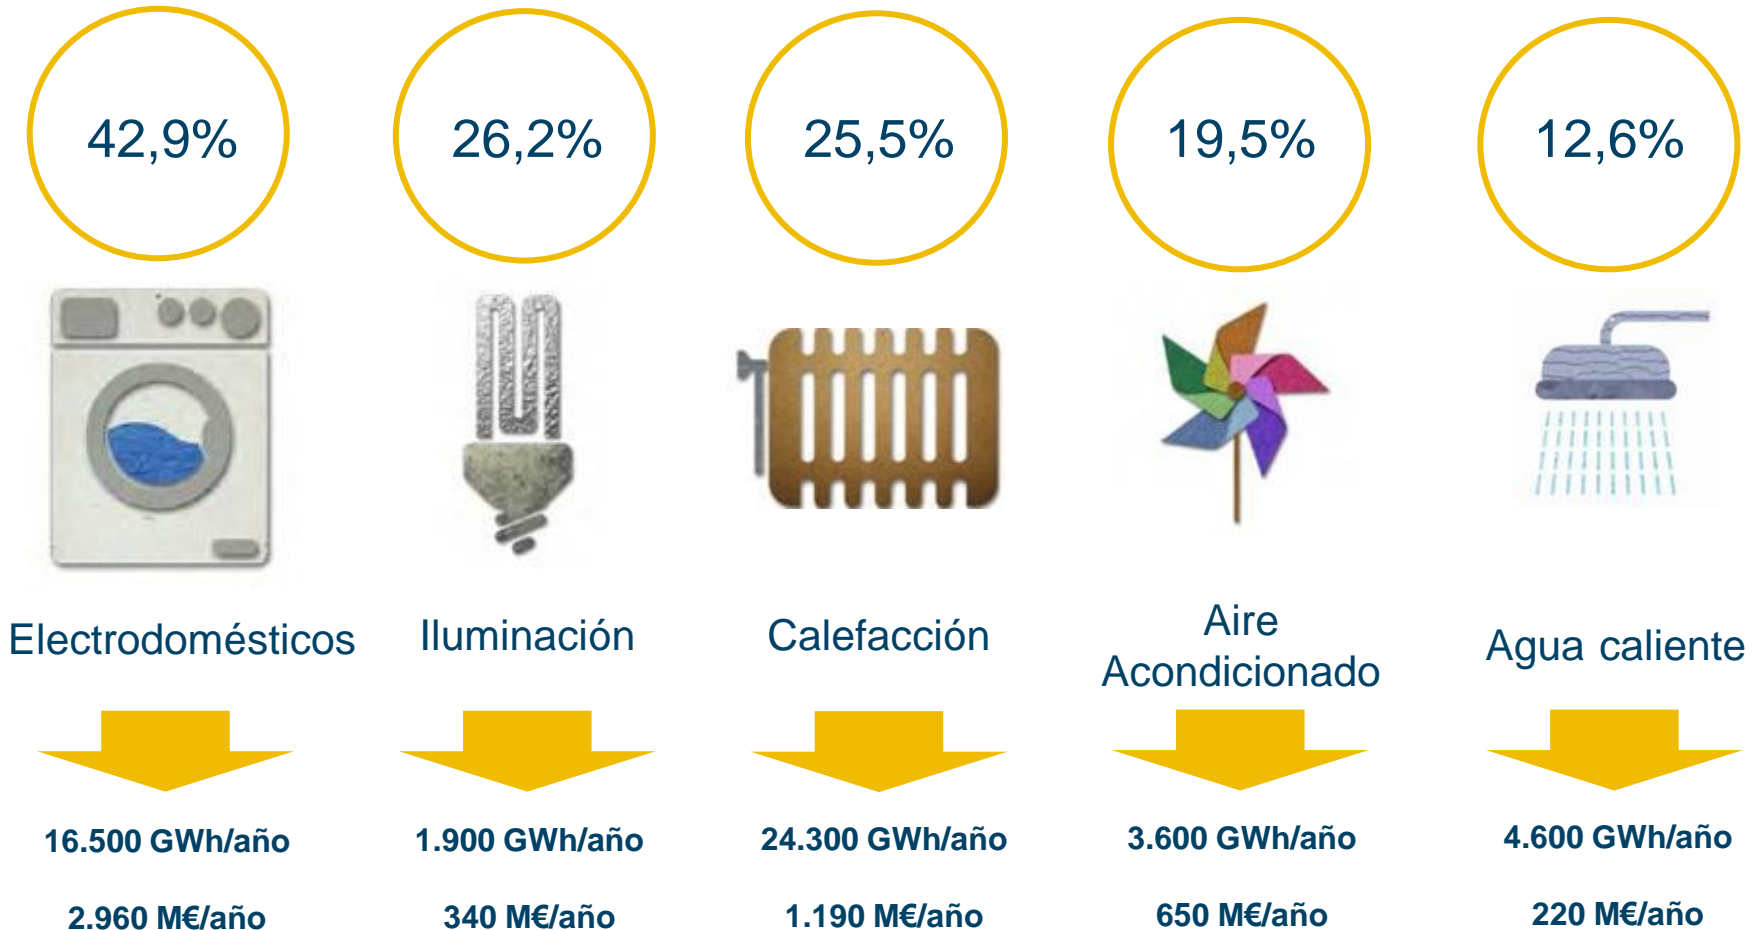 42,9%
26,2%
25,5%
19,5%
12,6%
Electrodomésticos
Iluminación
Calefacción
Aire
Acondicionado
Agua caliente
16.500 GWh/año
1.900 GWh/año
24.300 GWh/año
3.600 GWh/año
4.600 GWh/año
2.960 M€/año
340 M€/año
1.190 M€/año
650 M€/año
220 M€/año